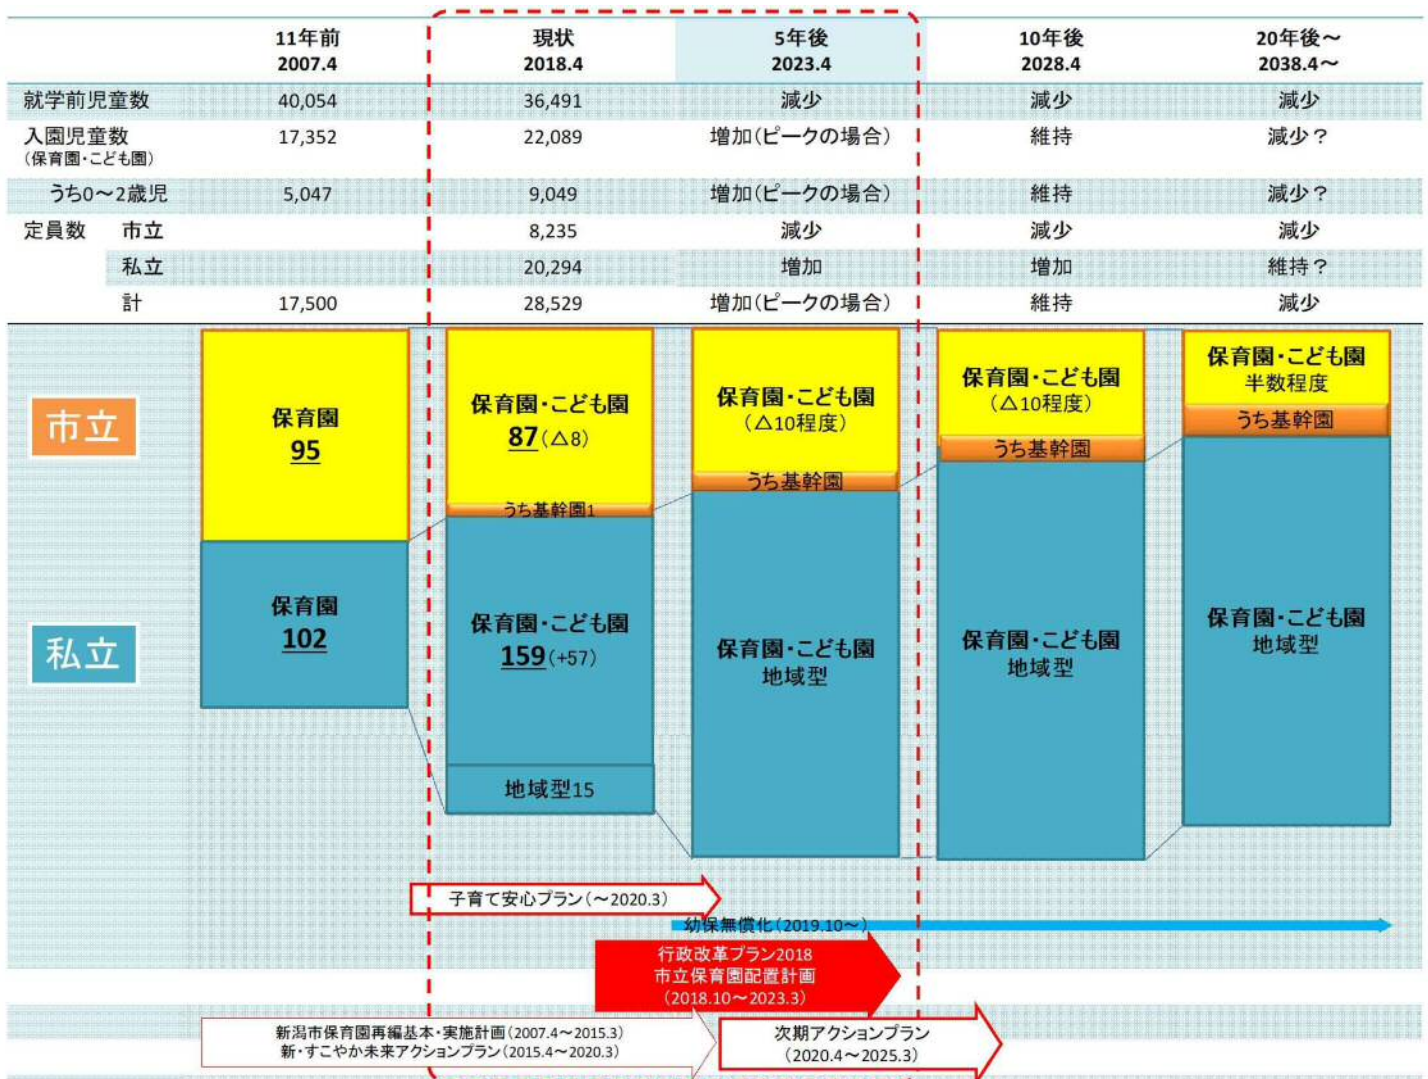 11年前 現状 5年後 10年後 20年後～
2007.4 2018.4 2023.4 2028.4 2038.4～
就学前児童数 40,054 36,491 減少 減少 減少
入園児童数 17,352 22,089 増加(ピークの場合) 維持 減少？
(保育園・こども園)
うち0～2歳児 5,047 9,049 増加(ピークの場合) 維持 減少？
定員数 市立 8,235 減少 減少 減少
私立 20,294 増加 増加 維持？
計 17,500 28,529 増加(ピークの場合) 維持 減少
市立
保育園
95
保育園・こども園
87(△8)
うち基幹園1
保育園・こども園
(△10程度)
うち基幹園
保育園・こども園
(△10程度)
うち基幹園
保育園・こども園
半数程度
うち基幹園
私立
保育園
102
保育園・こども園
159(+57)
地域型15
保育園・こども園
地域型
保育園・こども園
地域型
保育園・こども園
地域型
子育て安心プラン(～2020.3)
幼保無償化(2019.10～)
行政改革プラン2018
市立保育園配置計画
(2018.10～2023.3)
新潟市保育園再編基本・実施計画(2007.4～2015.3)
新・すこやか未来アクションプラン(2015.4～2020.3)
次期アクションプラン
(2020.4～2025.3)